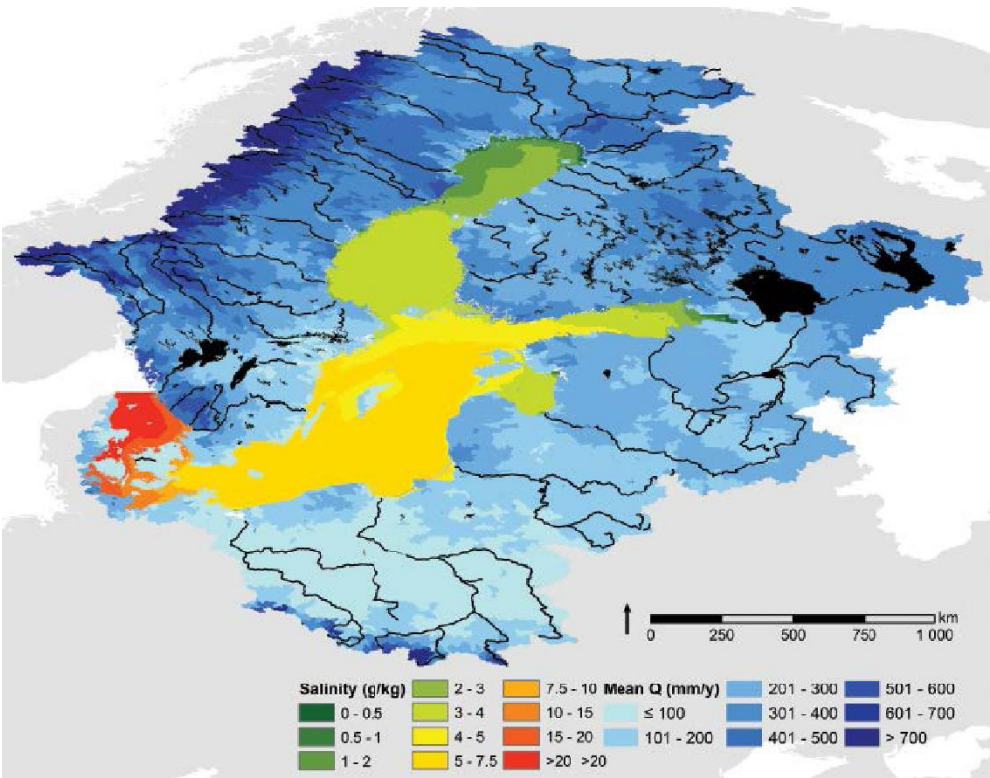 km
0 250 500 750 1 000
Salinity (g/kg)
0 - 0.5
0.5 - 1
1 - 2
2 - 3
3 - 4
4 - 5
5 - 7.5
7.5 - 10
10 - 15
15 - 20
>20 >20
Mean Q (mm/y)
≤ 100
101 - 200
201 - 300
301 - 400
401 - 500
501 - 600
601 - 700
> 700